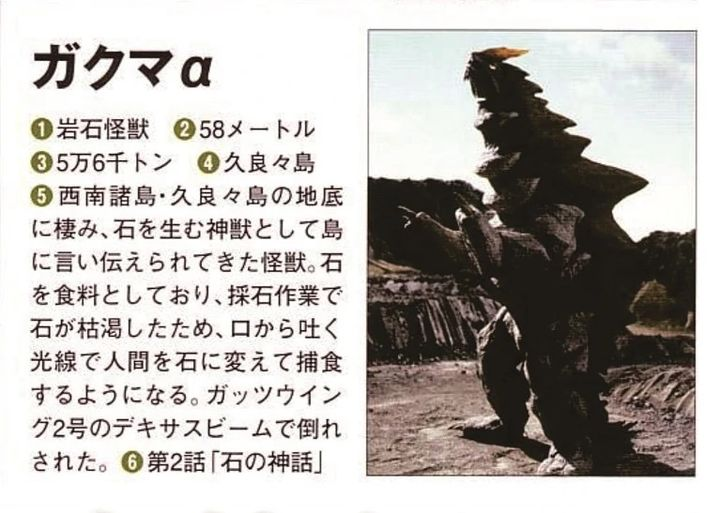 ガクマα
❶岩石怪獣 ❷58メートル
❸5万6千トン ❹久良々島
❺西南諸島・久良々島の地底
に棲み、石を生む神獣として島
に言い伝えられてきた怪獣。石
を食料としており、採石作業で
石が枯渇したため、口から吐く
光線で人間を石に変えて捕食
するようになる。ガッツウイン
グ2号のデキサスビームで倒れ
された。❻第2話「石の神話」